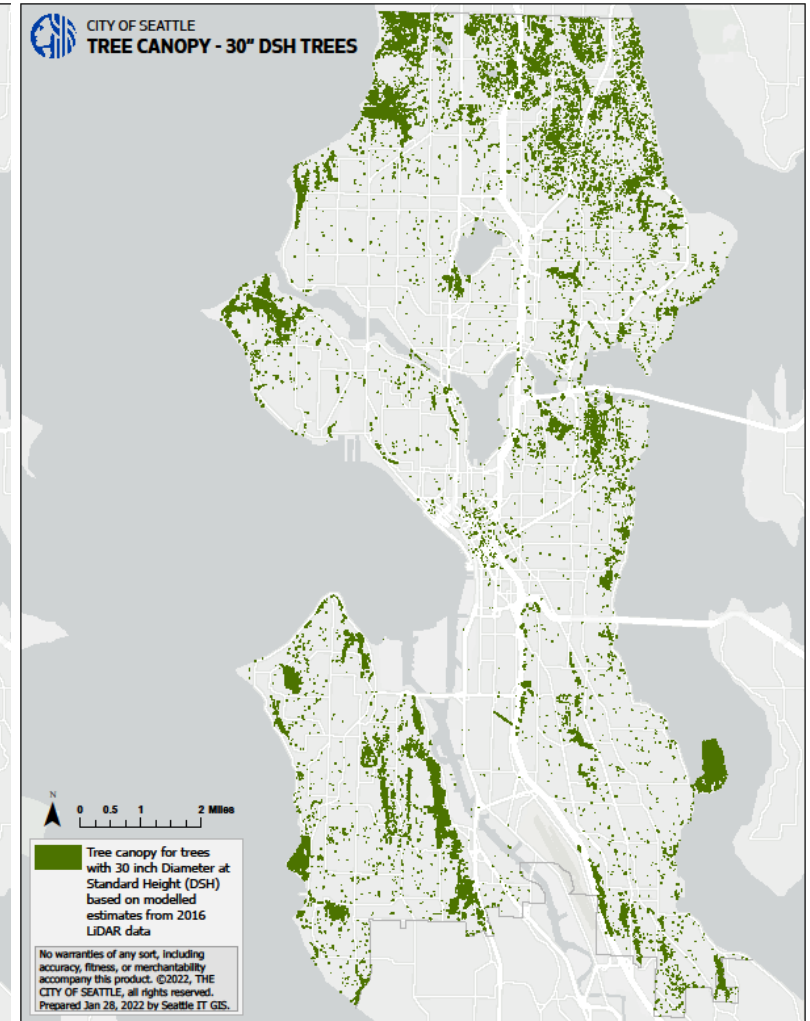 CITY OF SEATTLE
TREE CANOPY - 30" DSH TREES
N
0 0.5 1 2 Miles
Tree canopy for trees
with 30 inch Diameter at
Standard Height (DSH)
based on modelled
estimates from 2016
LiDAR data
No warranties of any sort, including
accuracy, fitness, or merchantability
accompany this product. ©2022, THE
CITY OF SEATTLE, all rights reserved.
Prepared Jan 28, 2022 by Seattle IT GIS.